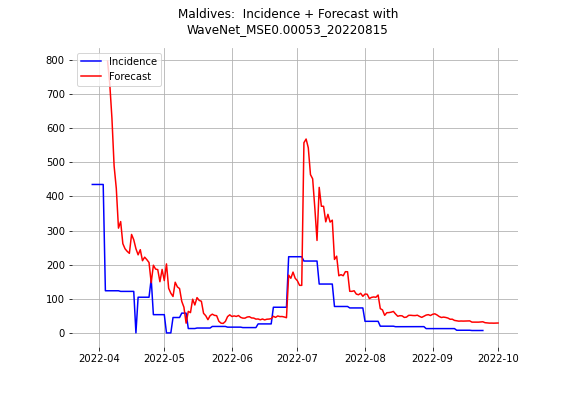 Maldives:  Incidence + Forecast with
WaveNet_MSE0.00053_20220815
Incidence
Forecast
800
700
600
500
400
300
200
100
0
2022-04 2022-05 2022-06 2022-07 2022-08 2022-09 2022-10